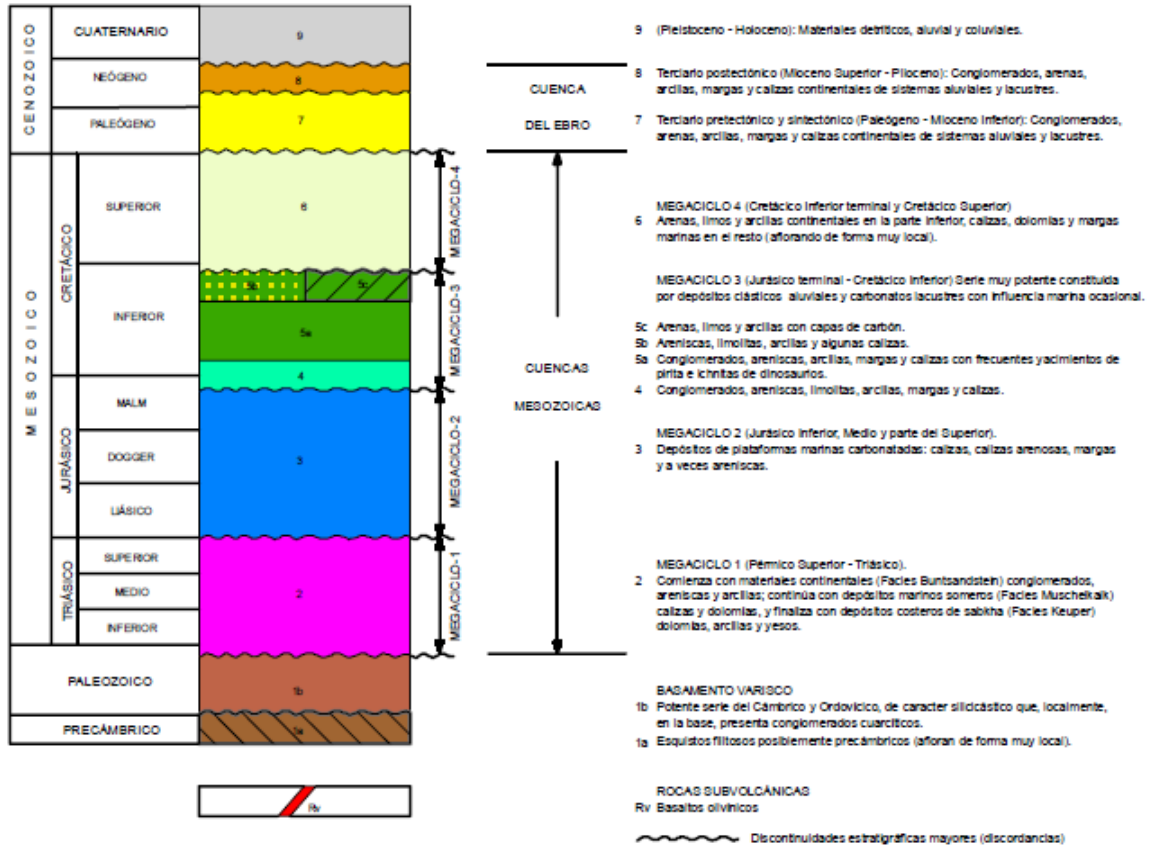 CENOZOICO
CUATERNARIO
NEÓGENO
PALEÓGENO
MESOZOICO
CRETÁCICO
SUPERIOR
INFERIOR
JURÁSICO
MALM
DOGGER
LIÁSICO
TRIÁSICO
SUPERIOR
MEDIO
INFERIOR
PALEOZOICO
PRECÁMBRICO
9
8
7
6
5b
5c
5a
4
3
2
1b
1a
Rv
MEGACICLO-4
MEGACICLO-3
MEGACICLO-2
MEGACICLO-1
CUENCA
DEL EBRO
CUENCAS
MESOZOICAS
9 (Pleistoceno - Holoceno): Materiales detríticos, aluvial y coluviales.
8 Terciario postectónico (Mioceno Superior - Plioceno): Conglomerados, arenas,
arcillas, margas y calizas continentales de sistemas aluviales y lacustres.
7 Terciario pretectónico y sintectónico (Paleógeno - Mioceno Inferior): Conglomerados,
arenas, arcillas, margas y calizas continentales de sistemas aluviales y lacustres.
MEGACICLO 4 (Cretácico Inferior terminal y Cretácico Superior)
6 Arenas, limos y arcillas continentales en la parte inferior, calizas, dolomias y margas
marinas en el resto (aflorando de forma muy local).
MEGACICLO 3 (Jurásico terminal - Cretácico Inferior) Serie muy potente constituida
por depósitos clásticos aluviales y carbonatos lacustres con influencia marina ocasional.
5c Arenas, limos y arcillas con capas de carbón.
5b Areniscas, limolitas, arcillas y algunas calizas.
5a Conglomerados, areniscas, arcillas, margas y calizas con frecuentes yacimientos de
pirita e ichnitas de dinosaurios.
4 Conglomerados, areniscas, limolitas, arcillas, margas y calizas.
MEGACICLO 2 (Jurásico Inferior, Medio y parte del Superior).
3 Depósitos de plataformas marinas carbonatadas: calizas, calizas arenosas, margas
y a veces areniscas.
MEGACICLO 1 (Pérmico Superior - Triásico).
2 Comienza con materiales continentales (Facies Buntsandstein) conglomerados,
areniscas y arcillas; continúa con depósitos marinos someros (Facies Muschelkalk)
calizas y dolomias, y finaliza con depósitos costeros de sabkha (Facies Keuper)
dolomias, arcillas y yesos.
BASAMENTO VARISCO
1b Potente serie del Cámbrico y Ordovícico, de caracter silicicástico que, localmente,
en la base, presenta conglomerados cuarcíticos.
1a Esquistos filitosos posiblemente precámbricos (afloran de forma muy local).
ROCAS SUBVOLCÁNICAS
Rv Basaltos olivínicos
Discontinuidades estratigráficas mayores (discordancias)